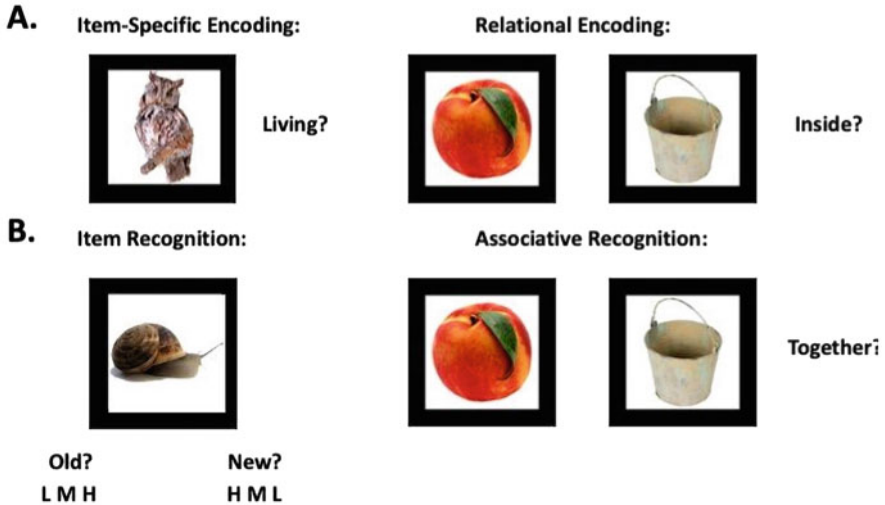 A.
Item-Specific Encoding:
Relational Encoding:
Living?
Inside?
B.
Item Recognition:
Associative Recognition:
Together?
Old?
New?
L M H
H M L